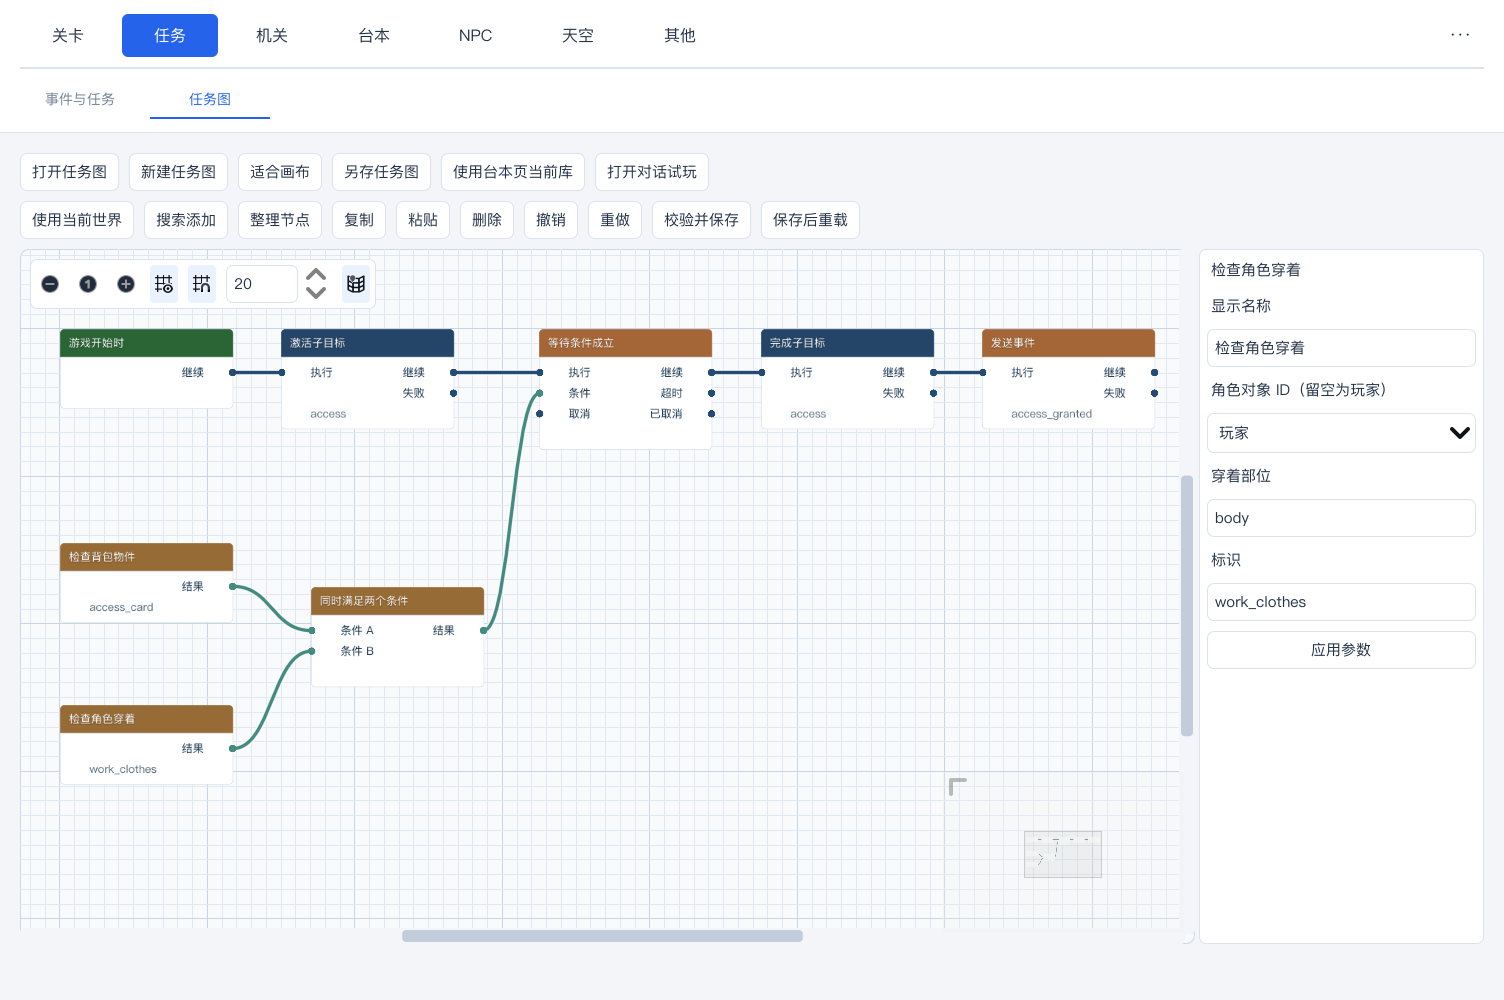 关卡 任务 机关 台本 NPC 天空 其他 ···
事件与任务 任务图
打开任务图 新建任务图 适合画布 另存任务图 使用台本页当前库 打开对话试玩
使用当前世界 搜索添加 整理节点 复制 粘贴 删除 撤销 重做 校验并保存 保存后重载
1 20
游戏开始时
继续
激活子目标
执行 继续
失败
access
等待条件成立
执行 继续
条件 超时
取消 已取消
完成子目标
执行 继续
失败
access
发送事件
执行 继续
失败
access_granted
检查背包物件
结果
access_card
同时满足两个条件
条件 A 结果
条件 B
检查角色穿着
结果
work_clothes
检查角色穿着
显示名称
检查角色穿着
角色对象 ID（留空为玩家）
玩家
穿着部位
body
标识
work_clothes
应用参数